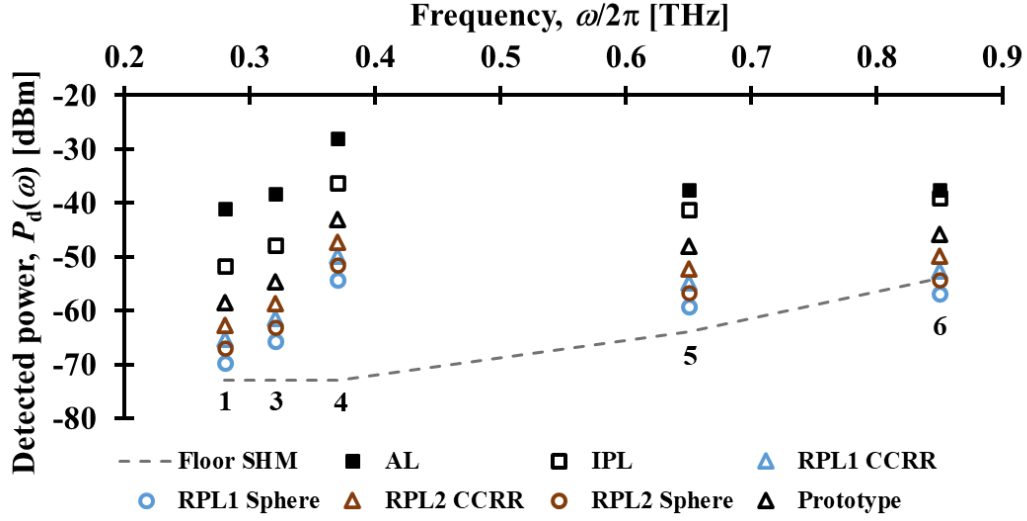 Frequency, ω/2π [THz]
0.2 0.3 0.4 0.5 0.6 0.7 0.8 0.9
Detected power, Pd(ω) [dBm]
-20
-30
-40
-50
-60
-70
-80
1 3 4 5 6
Floor SHM AL IPL RPL1 CCRR
RPL1 Sphere RPL2 CCRR RPL2 Sphere Prototype